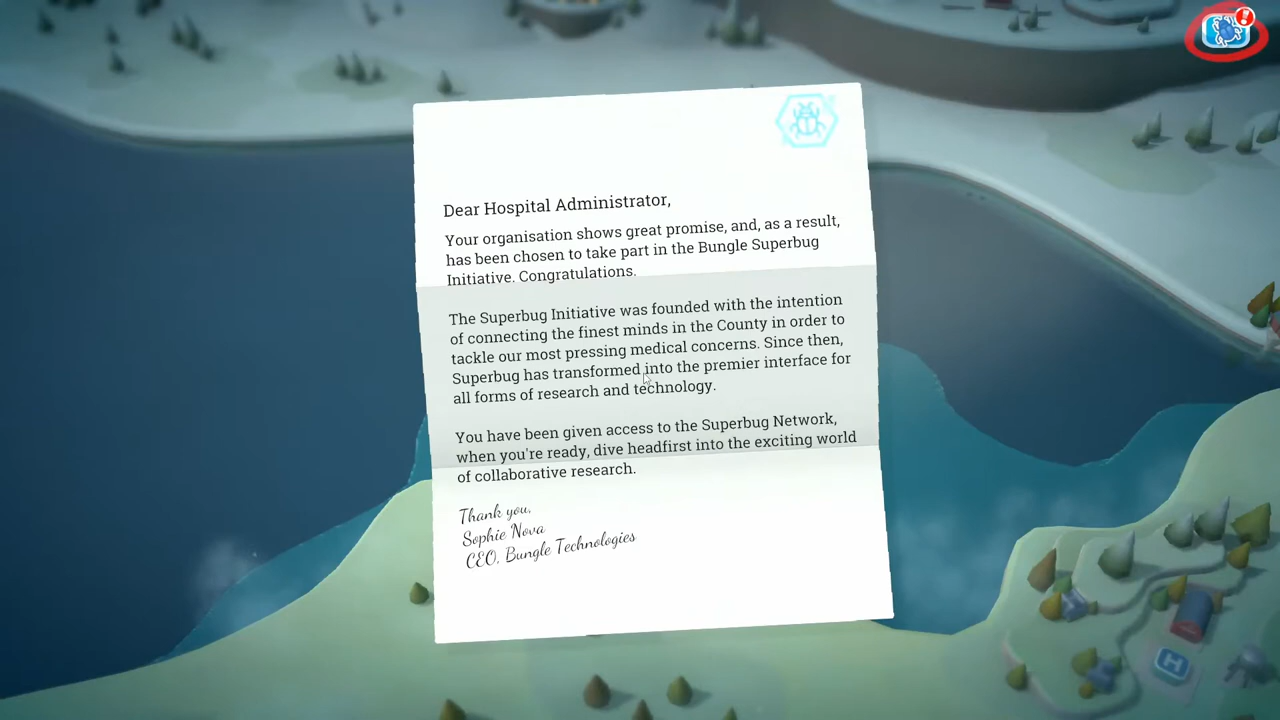 Dear Hospital Administrator,
Your organisation shows great promise, and, as a result,
has been chosen to take part in the Bungle Superbug
Initiative. Congratulations.
The Superbug Initiative was founded with the intention
of connecting the finest minds in the County in order to
tackle our most pressing medical concerns. Since then,
Superbug has transformed into the premier interface for
all forms of research and technology.
You have been given access to the Superbug Network,
when you're ready, dive headfirst into the exciting world
of collaborative research.
Thank you,
Sophie Nova
CEO, Bungle Technologies
H